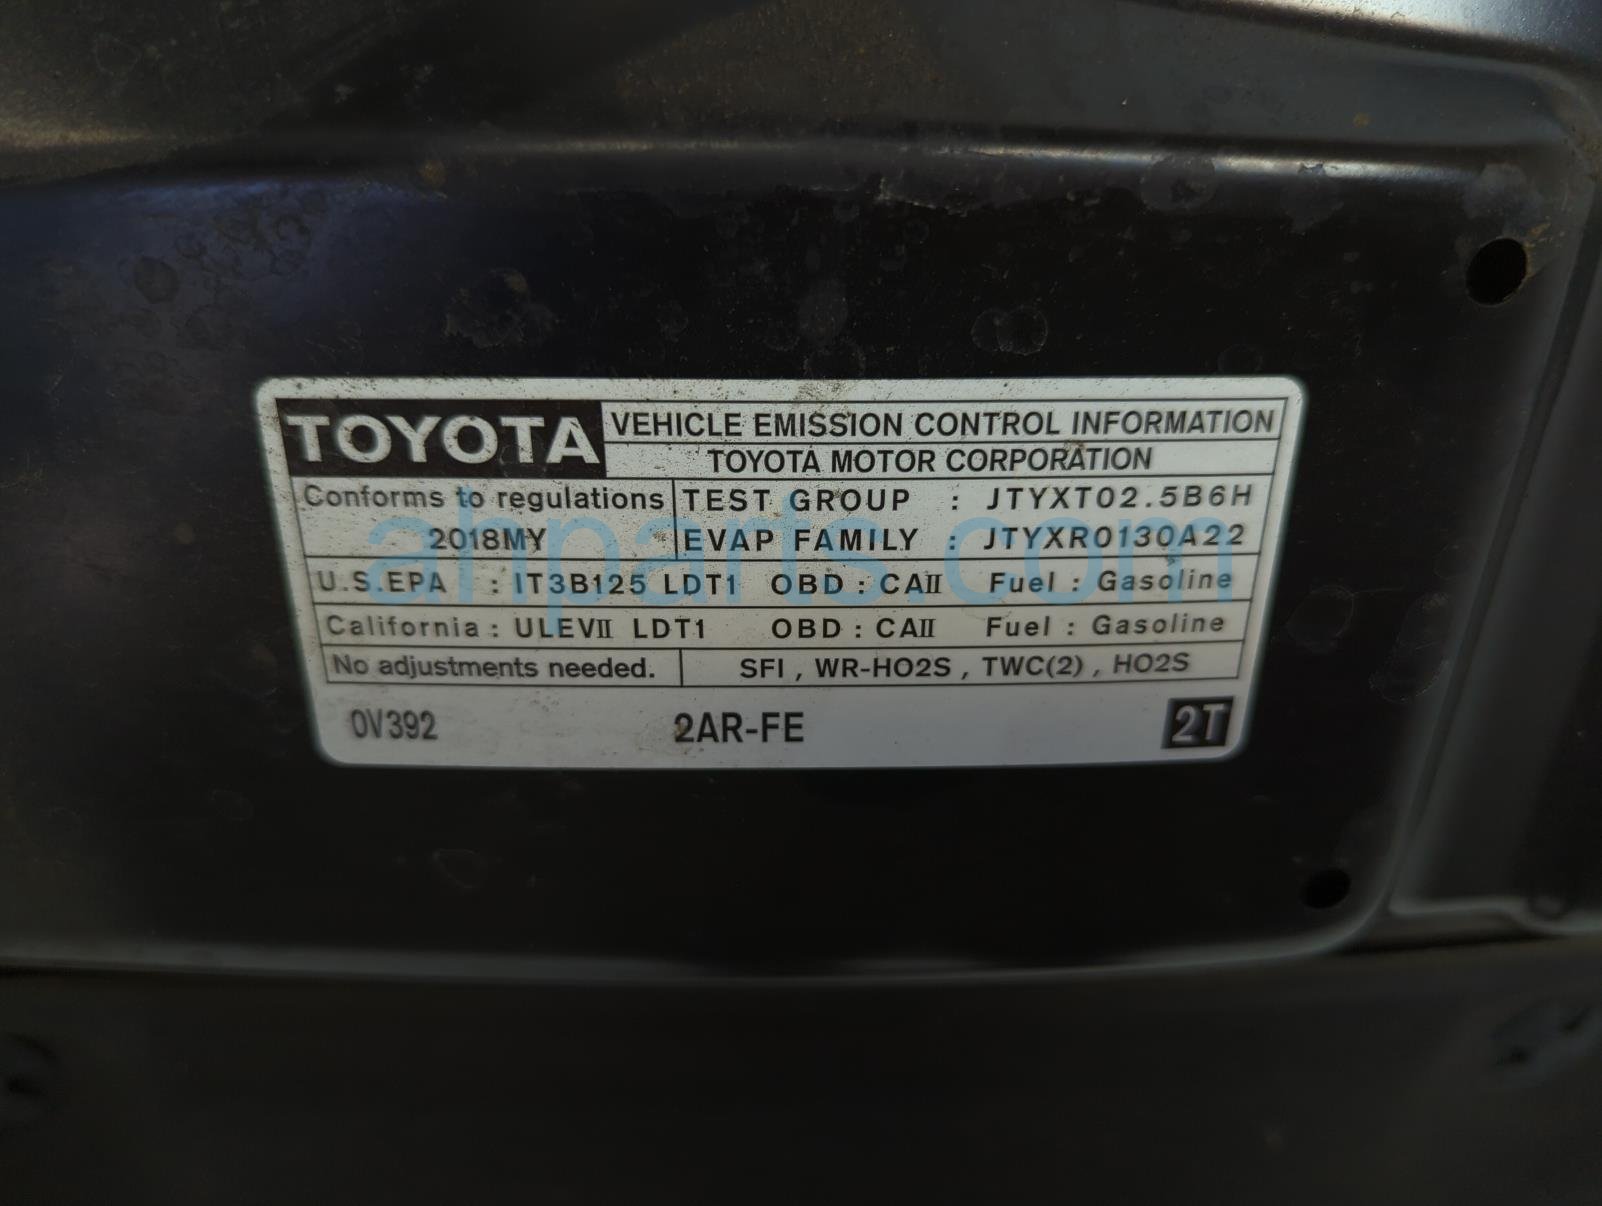 TOYOTA VEHICLE EMISSION CONTROL INFORMATION
TOYOTA MOTOR CORPORATION
Conforms to regulations TEST GROUP : JTYXT02.5B6H
2018MY EVAP FAMILY : JTYXR0130A22
U.S.EPA : IT3B125 LDT1 OBD : CAII Fuel : Gasoline
California : ULEVII LDT1 OBD : CAII Fuel : Gasoline
No adjustments needed. SFI , WR-HO2S , TWC(2) , HO2S
0V392 2AR-FE 2T
ahparts.com